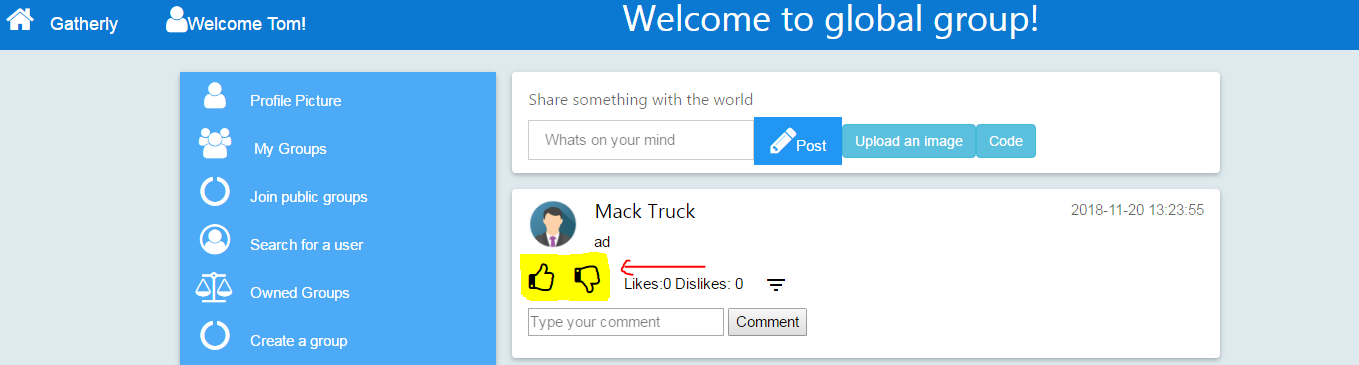 Gatherly
Welcome Tom!
Welcome to global group!
Profile Picture
My Groups
Join public groups
Search for a user
Owned Groups
Create a group
Share something with the world
Whats on your mind
Post
Upload an image
Code
Mack Truck
2018-11-20 13:23:55
ad
Likes:0 Dislikes: 0
Type your comment
Comment